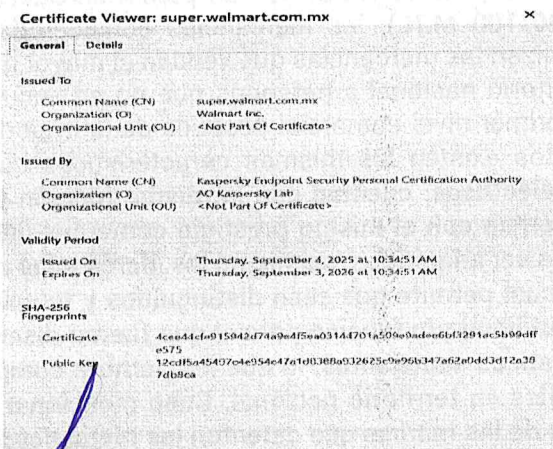 Certificate Viewer: super.walmart.com.mx
×
General Details
Issued To
Common Name (CN) super.walmart.com.mx
Organization (O) Walmart Inc.
Organizational Unit (OU) <Not Part Of Certificate>
Issued By
Common Name (CN) Kaspersky Endpoint Security Personal Certification Authority
Organization (O) AO Kaspersky Lab
Organizational Unit (OU) <Not Part Of Certificate>
Validity Period
Issued On Thursday, September 4, 2025 at 10:34:51 AM
Expires On Thursday, September 3, 2026 at 10:34:51 AM
SHA-256
Fingerprints
Certificate
e575
Public Key
7db8ca